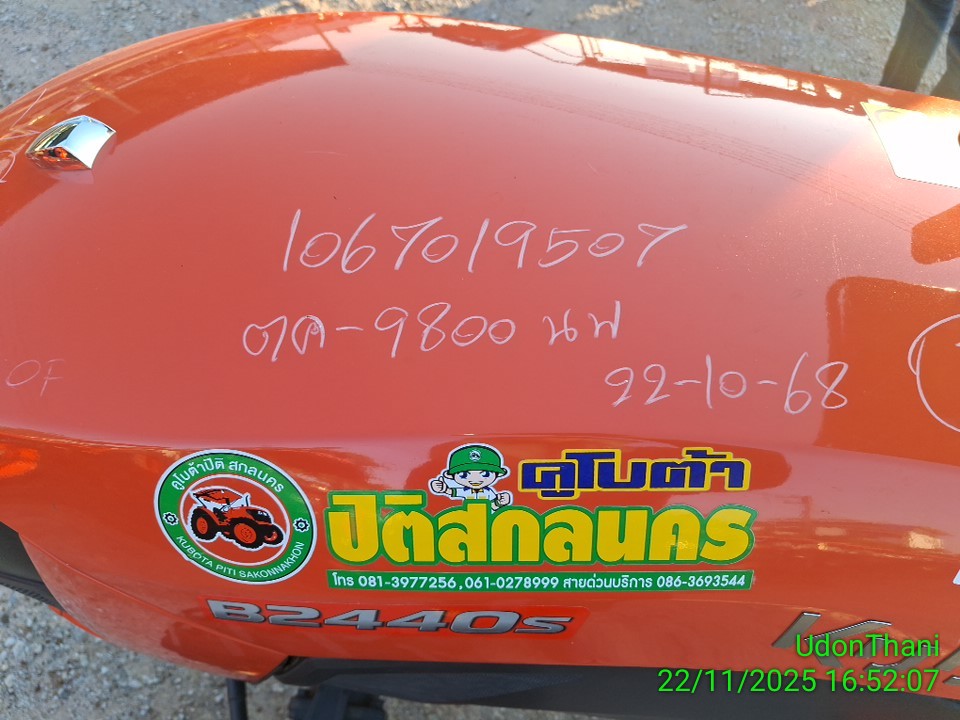 1067019507
ตค-9800 นพ
22-10-68
คูโบต้าปิติ สกลนคร
KUBOTA PITI SAKONNAKHON
คูโบต้า
ปิติสกลนคร
โทร 081-3977256,061-0278999 สายด่วนบริการ 086-3693544
B2440s
UdonThani
22/11/2025 16:52:07